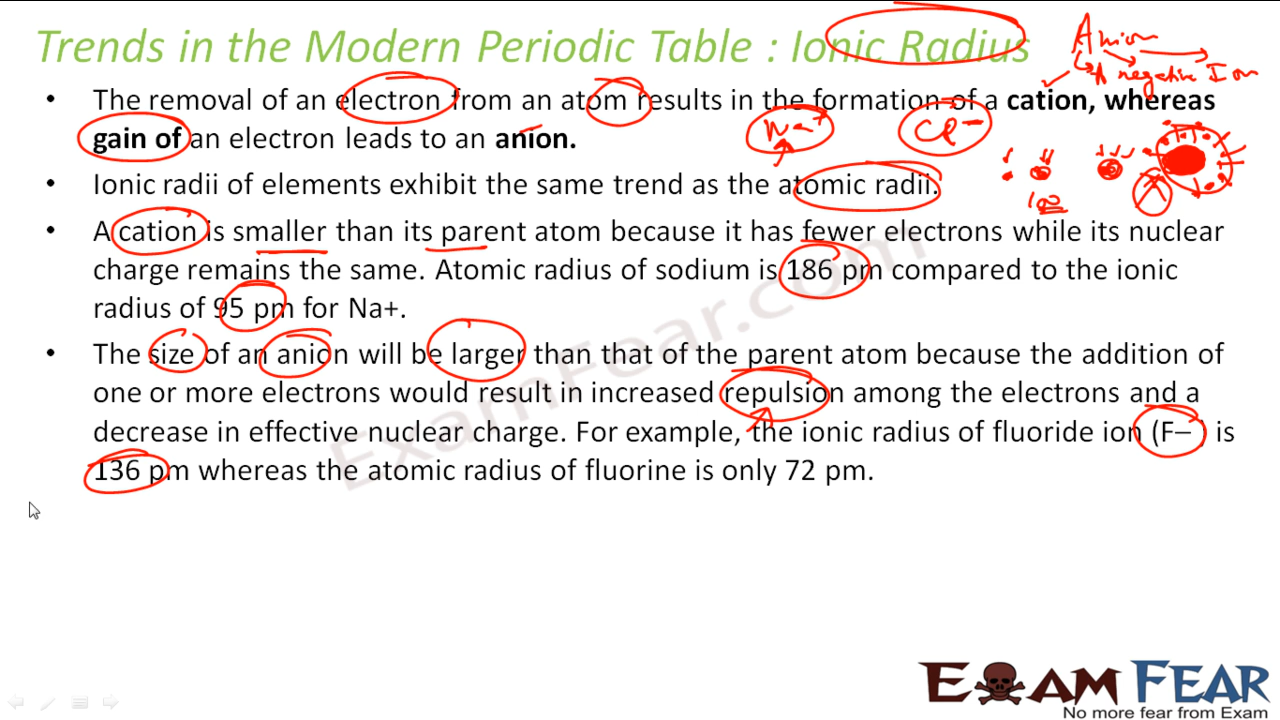 Trends in the Modern Periodic Table : Ionic Radius
Anion
A negative Ion
• The removal of an electron from an atom results in the formation of a cation, whereas
gain of an electron leads to an anion.
Na+
Cl−
• Ionic radii of elements exhibit the same trend as the atomic radii.
100
• A cation is smaller than its parent atom because it has fewer electrons while its nuclear
charge remains the same. Atomic radius of sodium is 186 pm compared to the ionic
radius of 95 pm for Na+.
• The size of an anion will be larger than that of the parent atom because the addition of
one or more electrons would result in increased repulsion among the electrons and a
decrease in effective nuclear charge. For example, the ionic radius of fluoride ion (F– ) is
136 pm whereas the atomic radius of fluorine is only 72 pm.
ExamFear.com
EXAM FEAR
No more fear from Exam